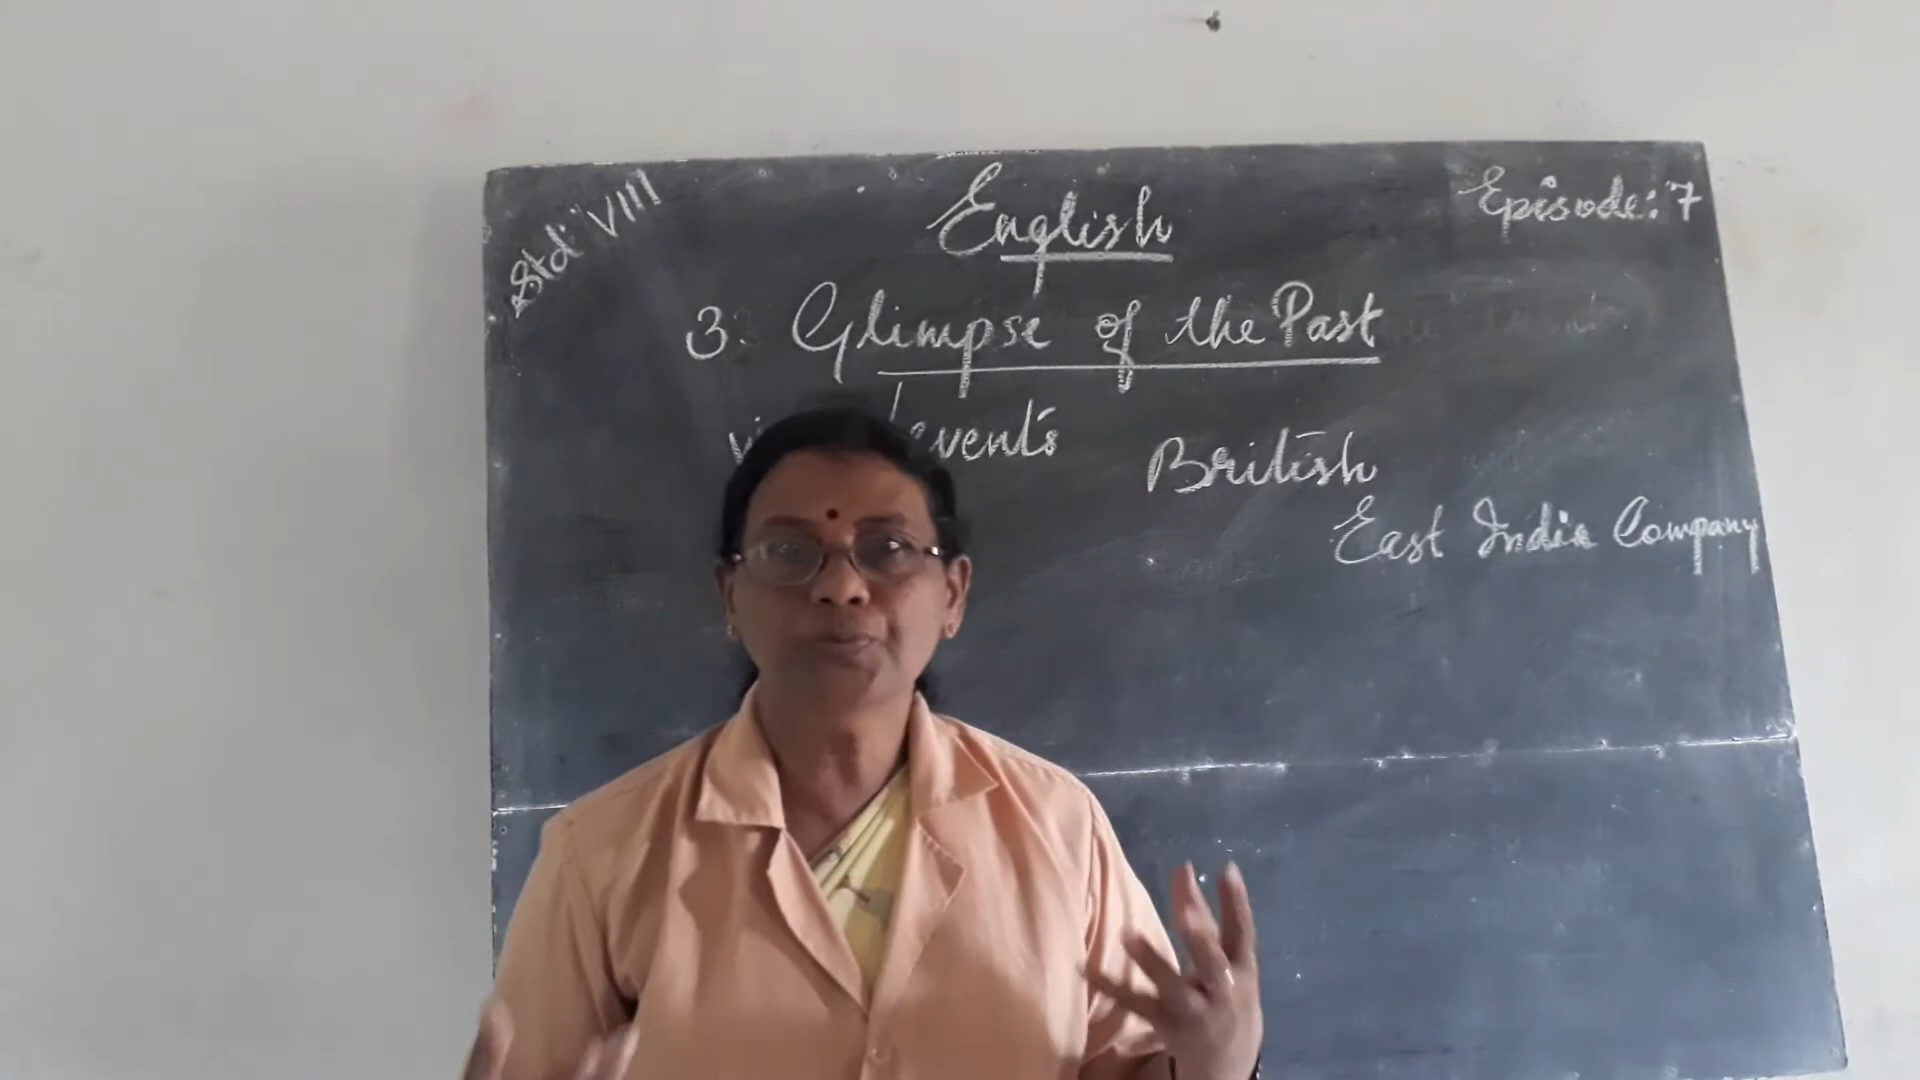 Std: VIII
English
Episode: 7
3. Glimpse of the Past
events
British
East India Company